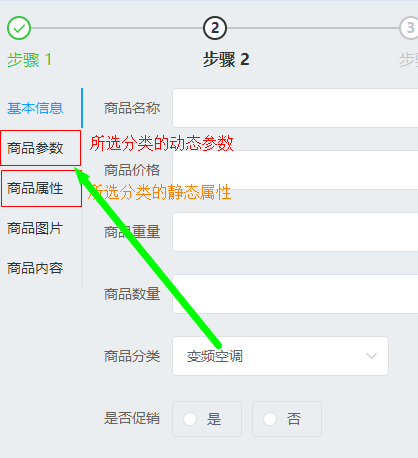 2
3
步骤 1
步骤 2
基本信息
商品名称
商品参数
所选分类的动态参数
商品价格
商品属性
所选分类的静态属性
商品图片
商品重量
商品内容
商品数量
商品分类
变频空调
是否促销
是
否